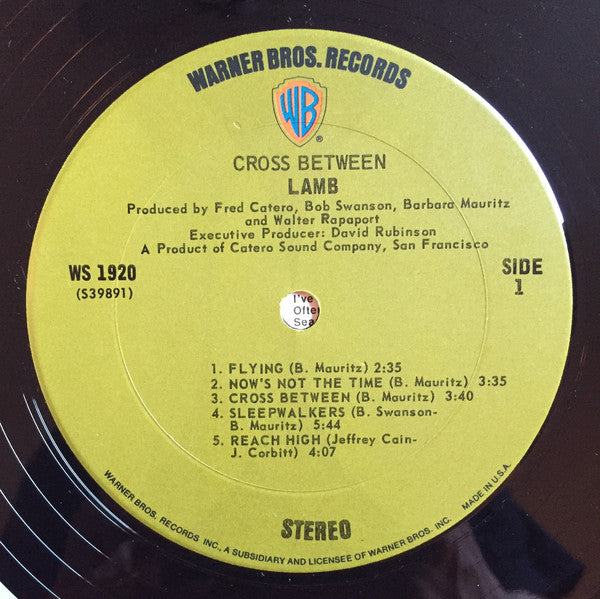 WARNER BROS. RECORDS
WB
®
CROSS BETWEEN
LAMB
Produced by Fred Catero, Bob Swanson, Barbara Mauritz
and Walter Rapaport
Executive Producer: David Rubinson
A Product of Catero Sound Company, San Francisco
WS 1920
(S39891)
SIDE
1
I've
Ofte
Sea
1. FLYING (B. Mauritz) 2:35
2. NOW'S NOT THE TIME (B. Mauritz) 3:35
3. CROSS BETWEEN (B. Mauritz) 3:40
4. SLEEPWALKERS (B. Swanson-
B. Mauritz) 5:44
5. REACH HIGH (Jeffrey Cain-
J. Corbitt) 4:07
STEREO
WARNER BROS. RECORDS INC., A SUBSIDIARY AND LICENSEE OF WARNER BROS. INC. MADE IN U.S.A.